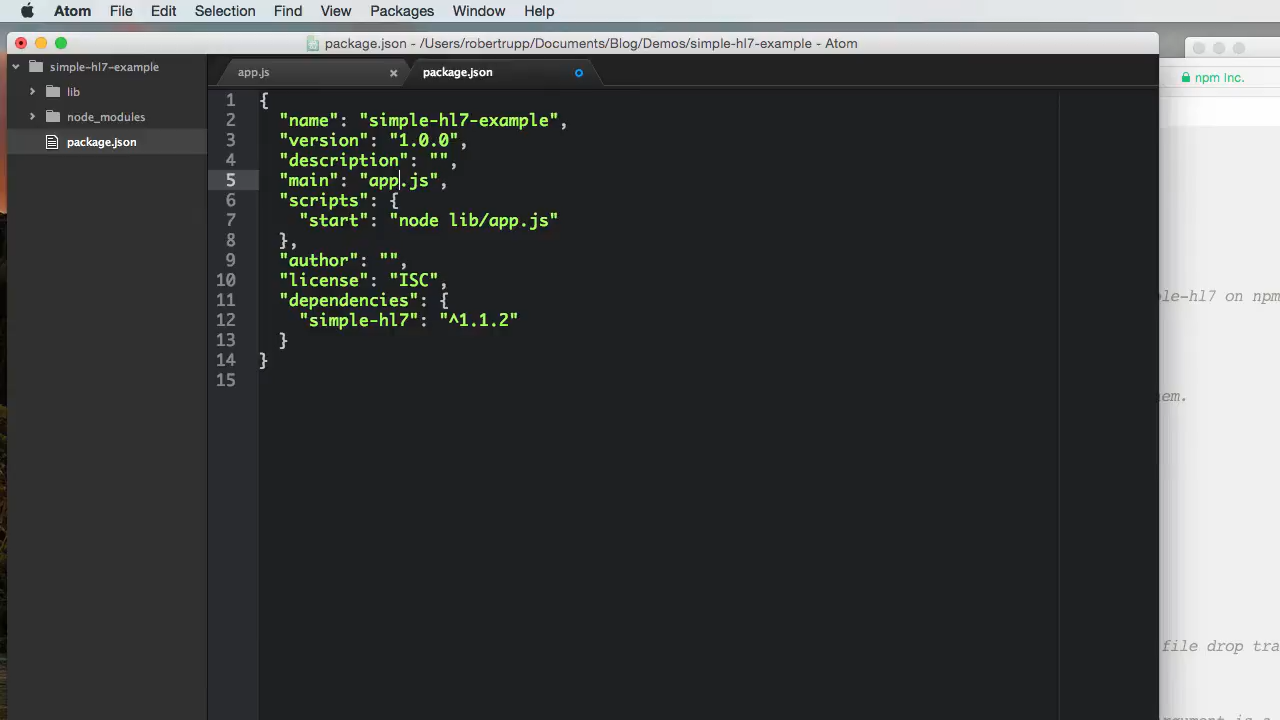 Atom File Edit Selection Find View Packages Window Help
package.json - /Users/robertrupp/Documents/Blog/Demos/simple-hl7-example - Atom
npm Inc.
simple-hl7-example
lib
node_modules
package.json
app.js
package.json
1 {
2 "name": "simple-hl7-example",
3 "version": "1.0.0",
4 "description": "",
5 "main": "app.js",
6 "scripts": {
7 "start": "node lib/app.js"
8 },
9 "author": "",
10 "license": "ISC",
11 "dependencies": {
12 "simple-hl7": "^1.1.2"
13 }
14 }
15
le-hl7 on npm
em.
file drop tra